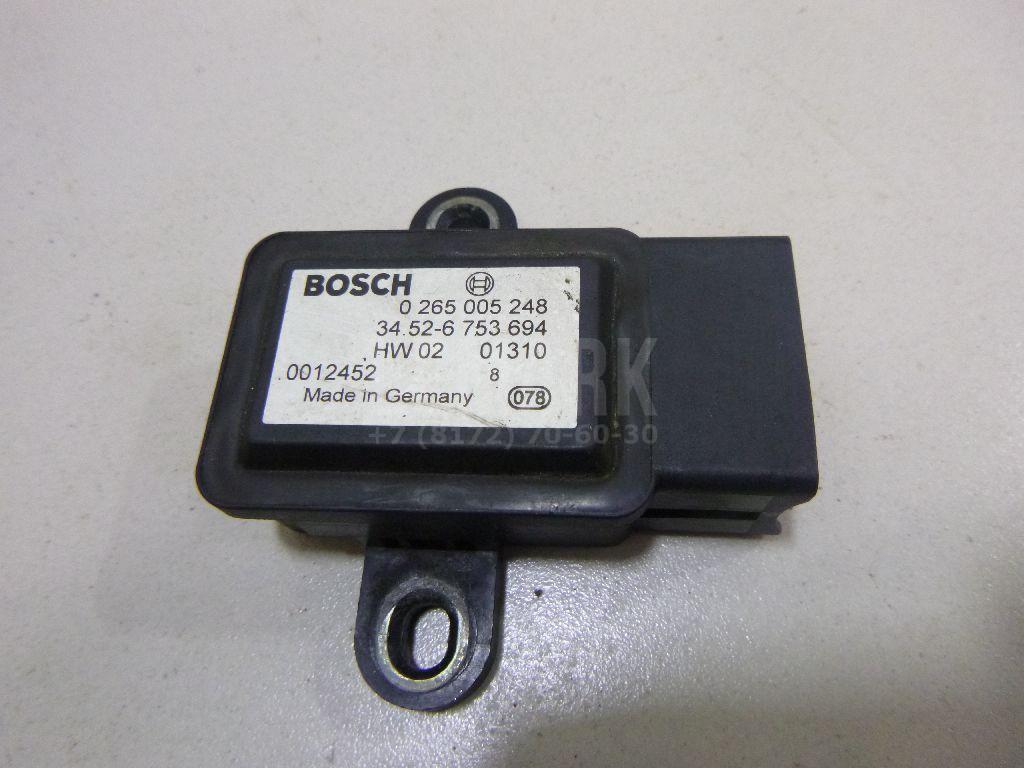 BOSCH
0 265 005 248
34.52-6 753 694
HW 02 01310
0012452 8
Made in Germany 078
RK
+7 (8172) 70-60-30